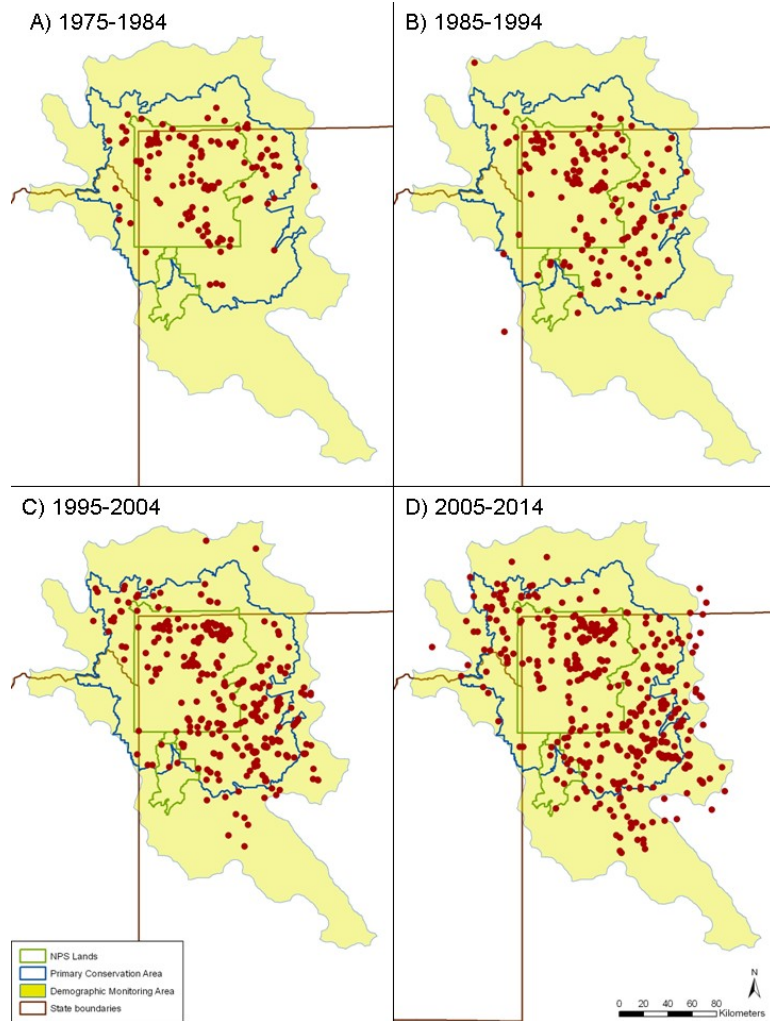 A) 1975-1984
B) 1985-1994
C) 1995-2004
D) 2005-2014
NPS Lands
Primary Conservation Area
Demographic Monitoring Area
State boundaries
N
0 20 40 60 80
Kilometers